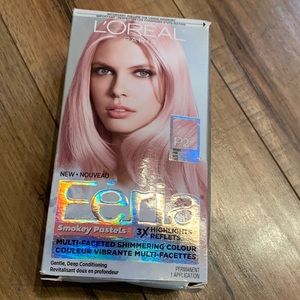 L'ORÉAL
PARIS
NEW • NOUVEAU
Féria
Smokey Pastels
3X HIGHLIGHTS
REFLETS
MULTI-FACETED SHIMMERING COLOUR
COULEUR VIBRANTE MULTI-FACETTES
Gentle, Deep Conditioning
Revitalisant doux en profondeur
PERMANENT
1 APPLICATION